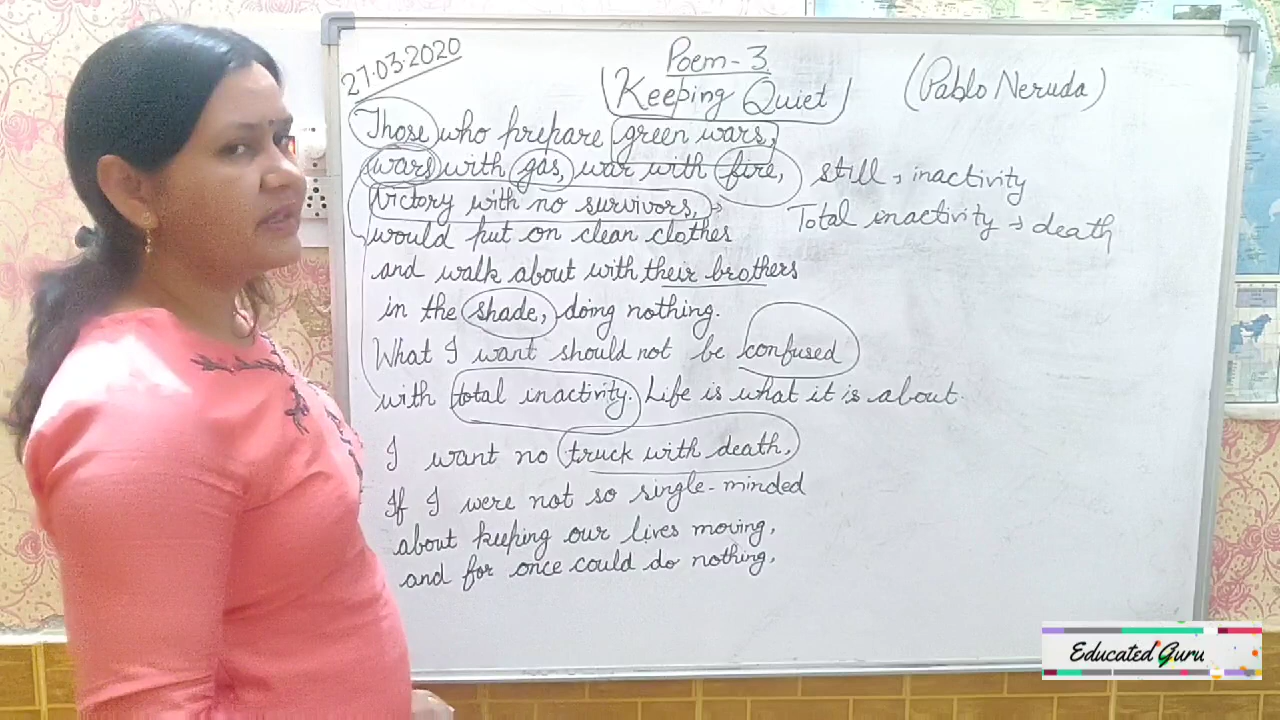 27.03.2020
Poem-3
Keeping Quiet
(Pablo Neruda)
Those who prepare green wars,
wars with gas, war with fire,
Victory with no survivors,
would put on clean clothes
and walk about with their brothers
in the shade, doing nothing.
What I want should not be confused
with total inactivity. Life is what it is about.
I want no truck with death.
If I were not so single-minded
about keeping our lives moving,
and for once could do nothing,
still → inactivity
Total inactivity → death
Educated Guru